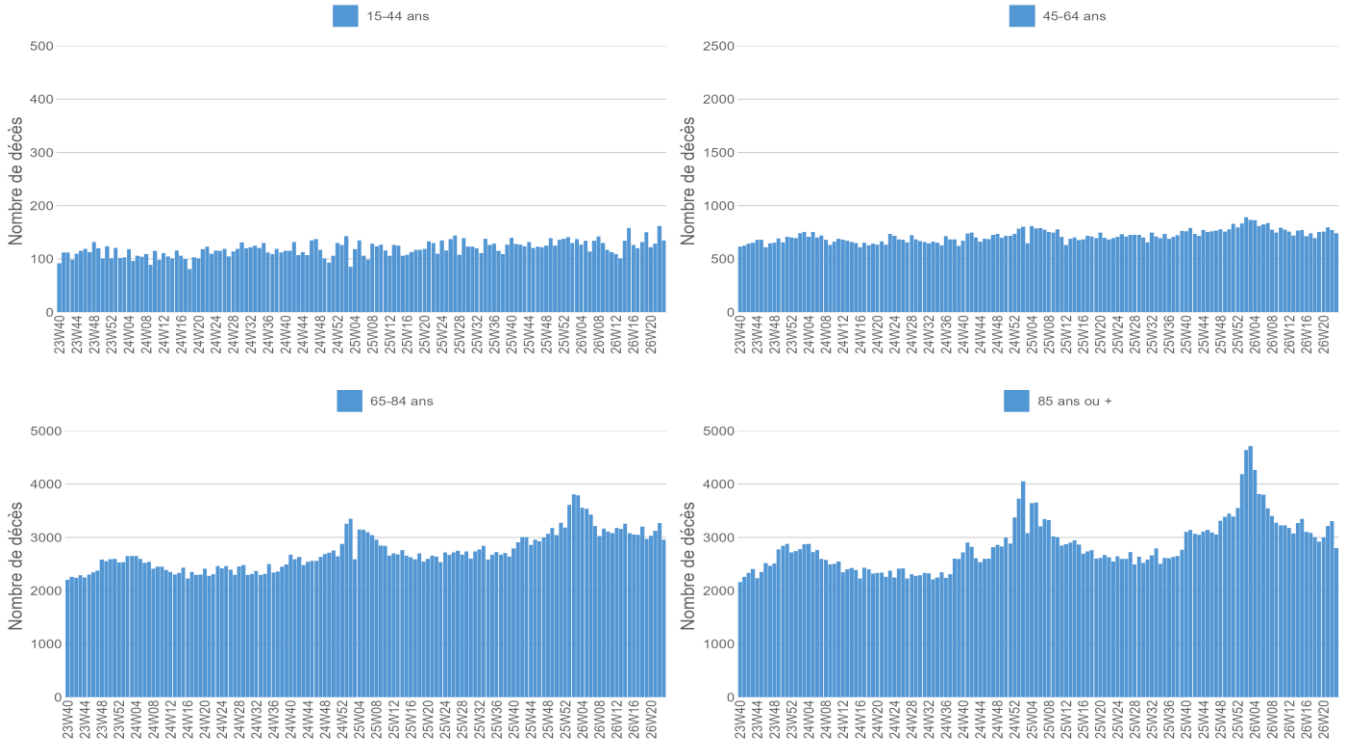 15-44 ans
Nombre de décès
500
400
300
200
100
0
23W40
23W44
23W48
23W52
24W04
24W08
24W12
24W16
24W20
24W24
24W28
24W32
24W36
24W40
24W44
24W48
24W52
25W04
25W08
25W12
25W16
25W20
25W24
25W28
25W32
25W36
25W40
25W44
25W48
25W52
26W04
26W08
26W12
26W16
26W20
45-64 ans
Nombre de décès
2500
2000
1500
1000
500
0
23W40
23W44
23W48
23W52
24W04
24W08
24W12
24W16
24W20
24W24
24W28
24W32
24W36
24W40
24W44
24W48
24W52
25W04
25W08
25W12
25W16
25W20
25W24
25W28
25W32
25W36
25W40
25W44
25W48
25W52
26W04
26W08
26W12
26W16
26W20
65-84 ans
Nombre de décès
5000
4000
3000
2000
1000
0
23W40
23W44
23W48
23W52
24W04
24W08
24W12
24W16
24W20
24W24
24W28
24W32
24W36
24W40
24W44
24W48
24W52
25W04
25W08
25W12
25W16
25W20
25W24
25W28
25W32
25W36
25W40
25W44
25W48
25W52
26W04
26W08
26W12
26W16
26W20
85 ans ou +
Nombre de décès
5000
4000
3000
2000
1000
0
23W40
23W44
23W48
23W52
24W04
24W08
24W12
24W16
24W20
24W24
24W28
24W32
24W36
24W40
24W44
24W48
24W52
25W04
25W08
25W12
25W16
25W20
25W24
25W28
25W32
25W36
25W40
25W44
25W48
25W52
26W04
26W08
26W12
26W16
26W20